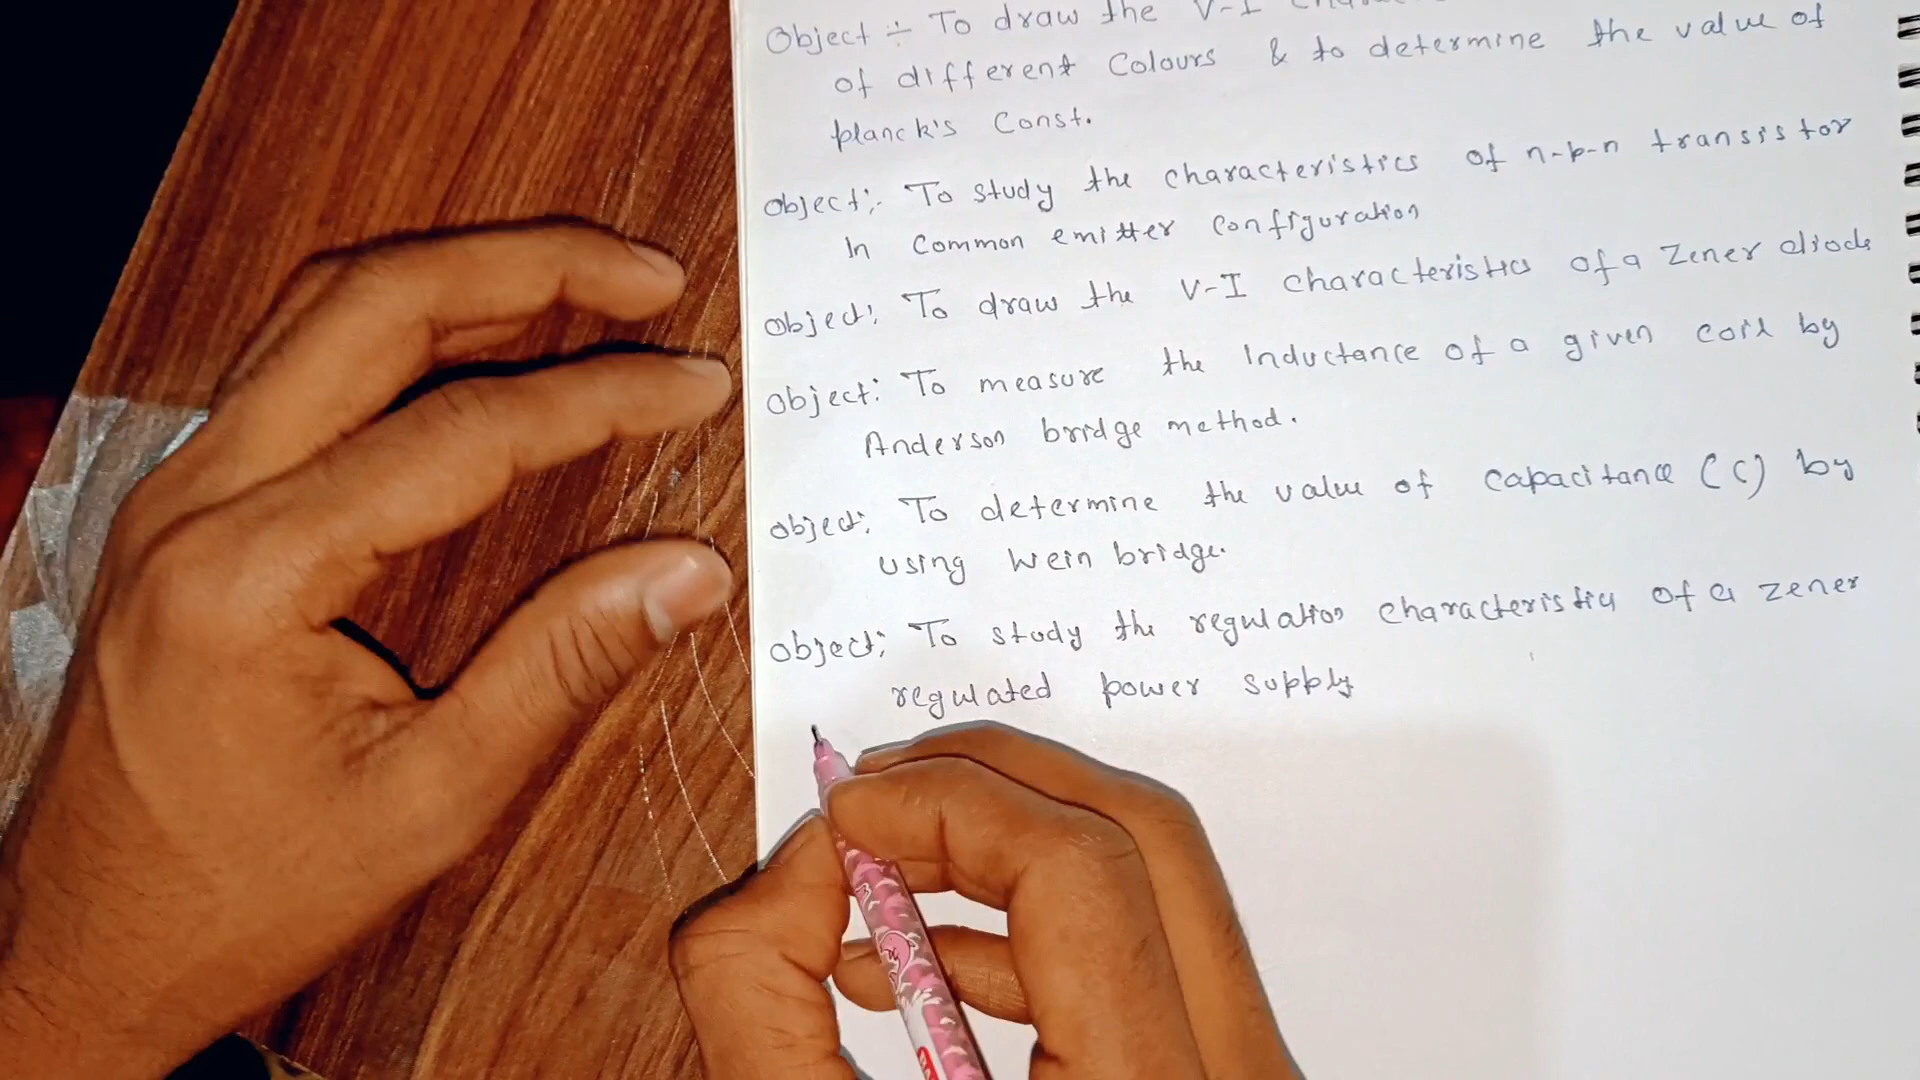 Object ÷ To draw the V-I
of different Colours & to determine the value of
planck's Const.
Object:- To study the characteristics of n-p-n transistor
In Common emitter Configuration
Object: To draw the V-I characteristics of a Zener diode
Object: To measure the Inductance of a given coil by
Anderson bridge method.
Object: To determine the value of Capacitance (C) by
using Wein bridge.
Object: To study the regulation characteristics of a zener
regulated power supply